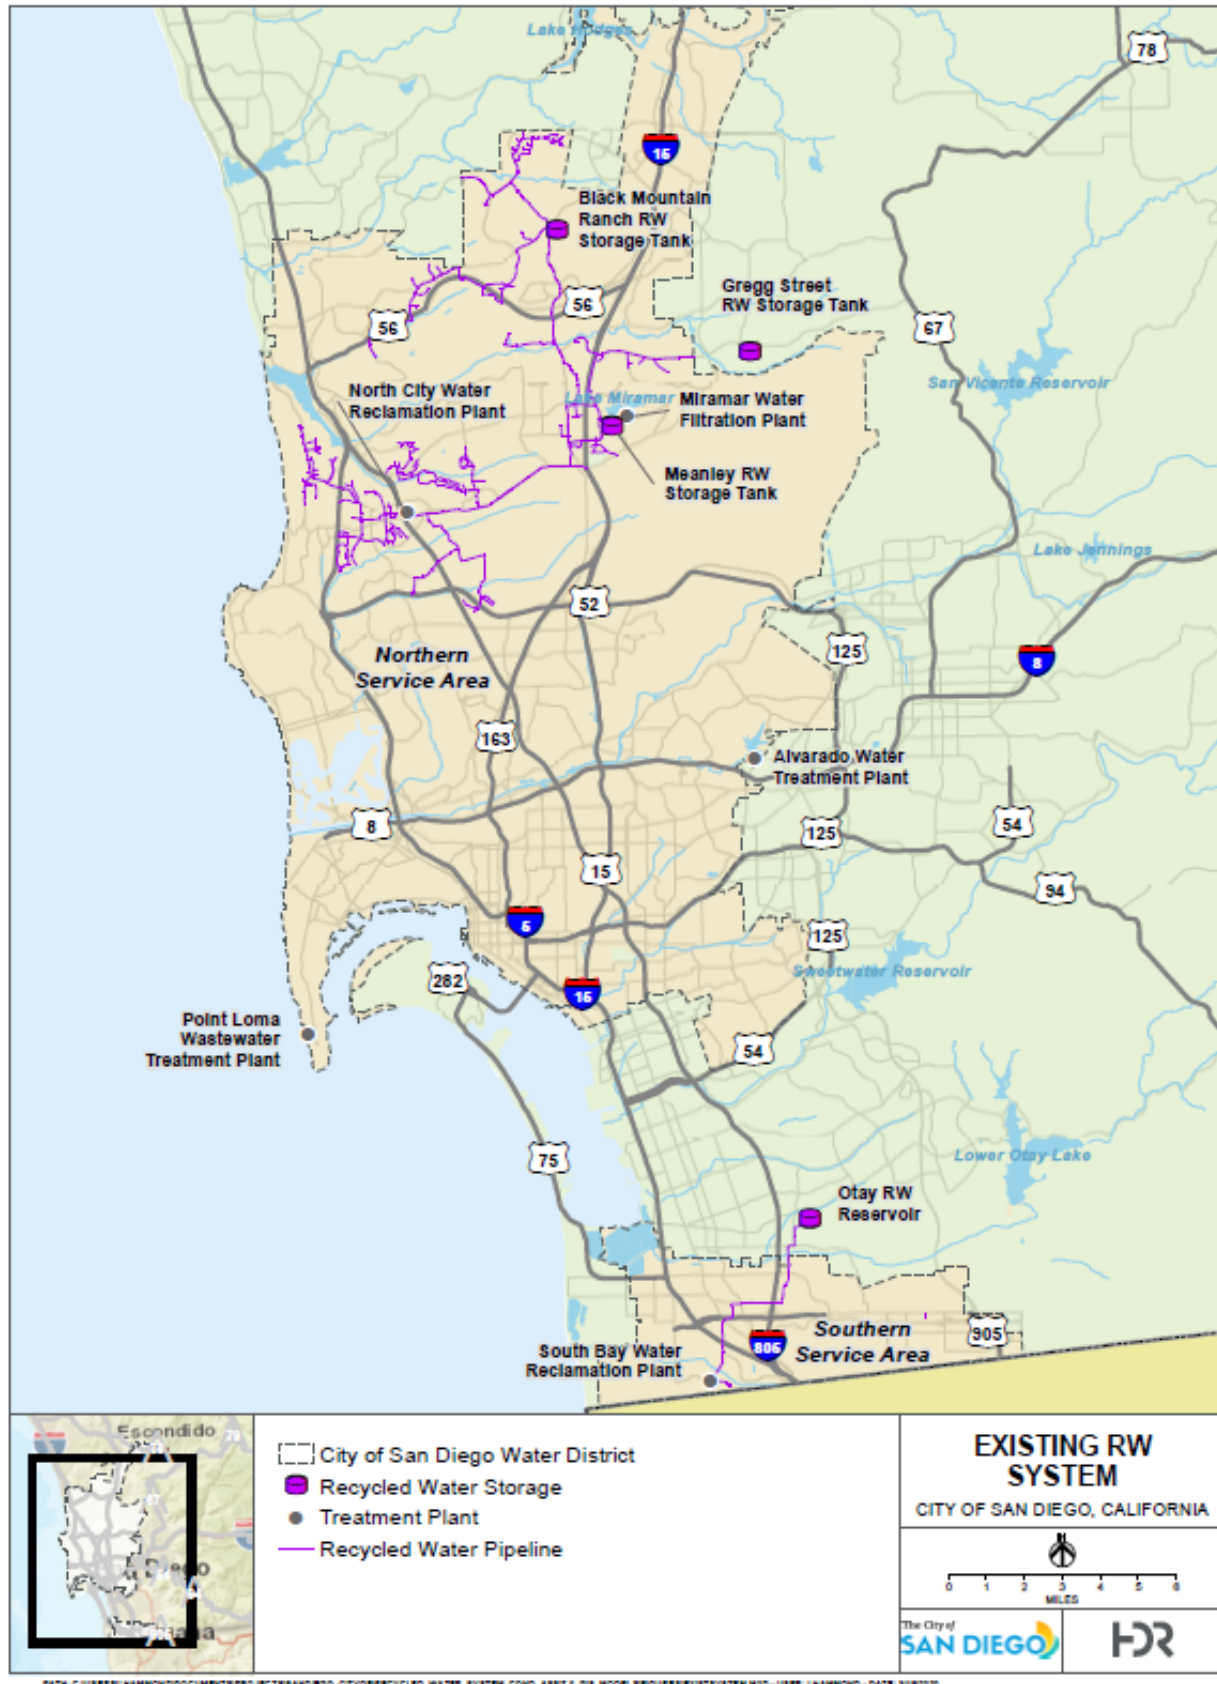 Lake Hodges
78
15
Black Mountain
Ranch RW
Storage Tank
Gregg Street
RW Storage Tank
56
56
67
San Vicente Reservoir
North City Water
Reclamation Plant
Lake Miramar
Miramar Water
Filtration Plant
Meanley RW
Storage Tank
Lake Jennings
52
125
8
Northern
Service Area
163
Alvarado Water
Treatment Plant
8
125
54
15
94
5
125
Sweetwater Reservoir
282
15
Point Loma
Wastewater
Treatment Plant
54
75
Lower Otay Lake
Otay RW
Reservoir
805
Southern
Service Area
905
South Bay Water
Reclamation Plant
Escondido
78
67
Diego
City of San Diego Water District
Recycled Water Storage
Treatment Plant
Recycled Water Pipeline
EXISTING RW
SYSTEM
CITY OF SAN DIEGO, CALIFORNIA
N
0 1 2 3 4 5 6
MILES
The City of
SAN DIEGO
HDR